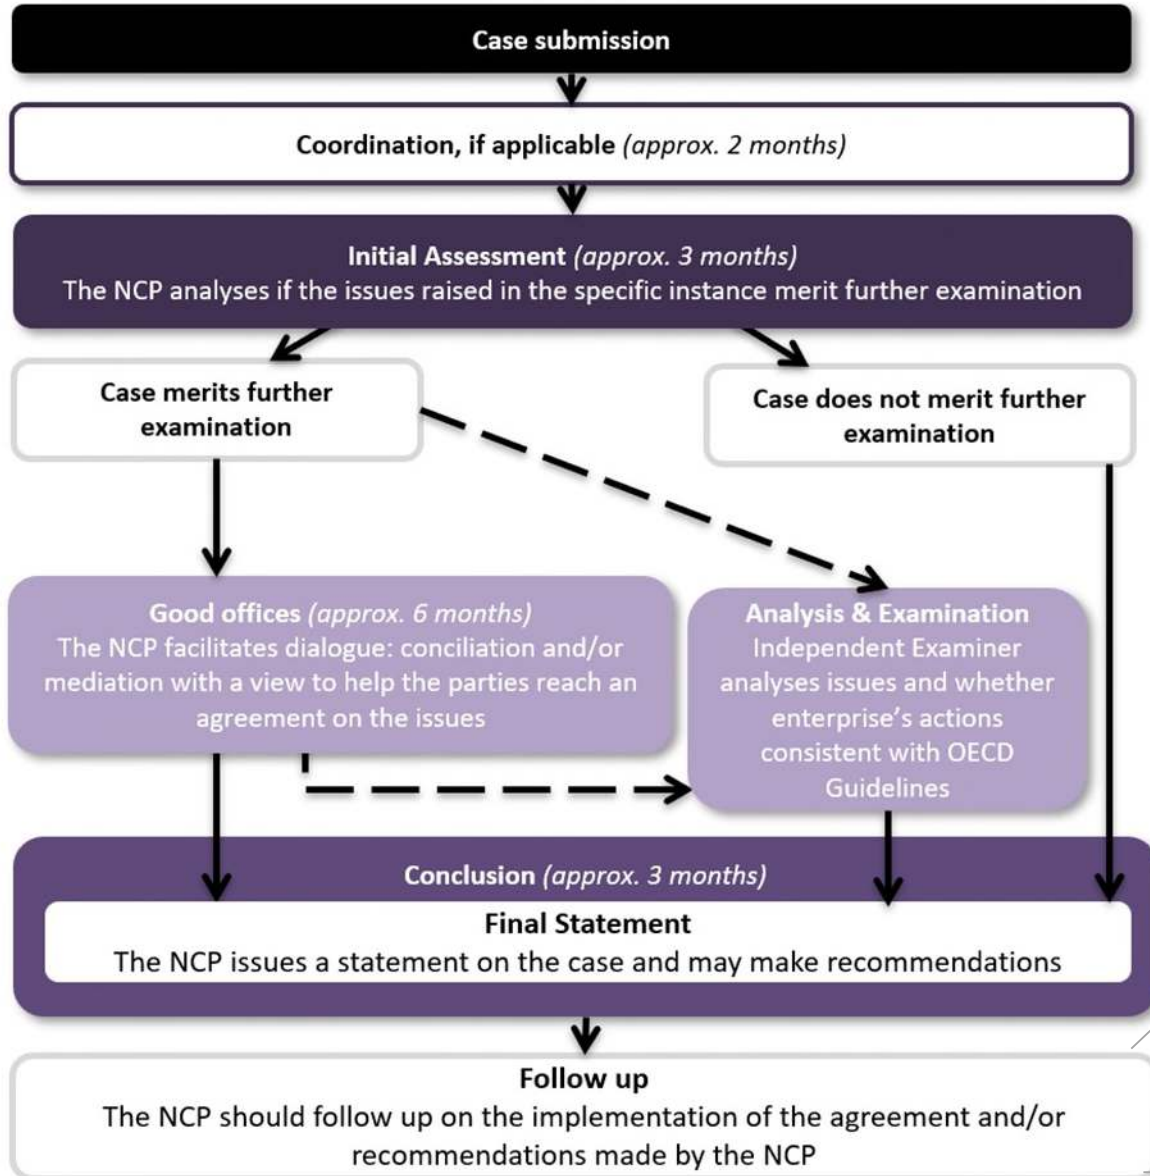 Case submission
Coordination, if applicable (approx. 2 months)
Initial Assessment (approx. 3 months)
The NCP analyses if the issues raised in the specific instance merit further examination
Case merits further
examination
Case does not merit further
examination
Good offices (approx. 6 months)
The NCP facilitates dialogue: conciliation and/or
mediation with a view to help the parties reach an
agreement on the issues
Analysis & Examination
Independent Examiner
analyses issues and whether
enterprise’s actions
consistent with OECD
Guidelines
Conclusion (approx. 3 months)
Final Statement
The NCP issues a statement on the case and may make recommendations
Follow up
The NCP should follow up on the implementation of the agreement and/or
recommendations made by the NCP